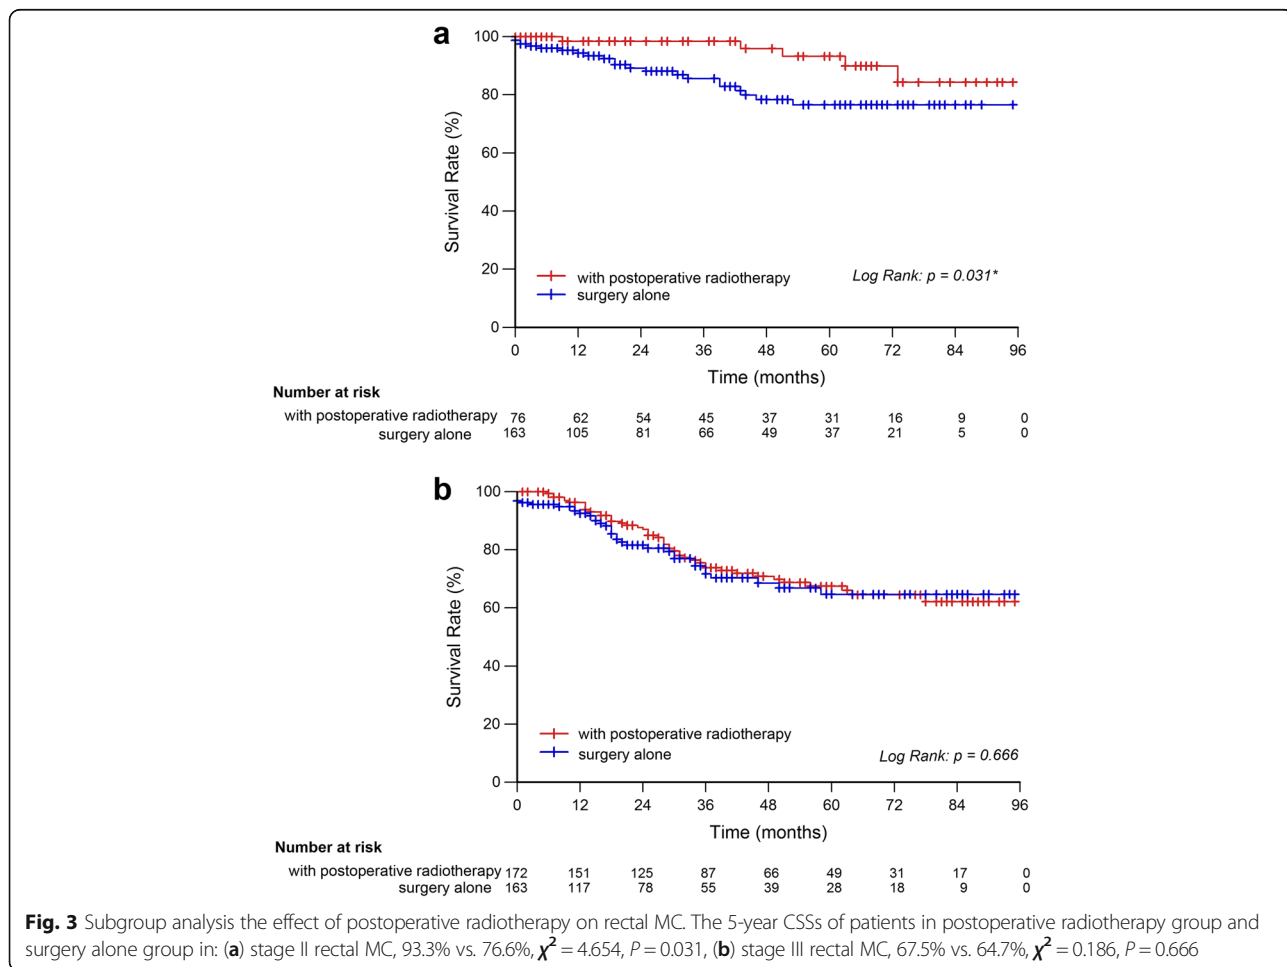 a
100
80
60
40
20
0
Survival Rate (%)
with postoperative radiotherapy
surgery alone
Log Rank: p = 0.031*
0 12 24 36 48 60 72 84 96
Time (months)
Number at risk
with postoperative radiotherapy 76 62 54 45 37 31 16 9 0
surgery alone 163 105 81 66 49 37 21 5 0
b
100
80
60
40
20
0
Survival Rate (%)
with postoperative radiotherapy
surgery alone
Log Rank: p = 0.666
0 12 24 36 48 60 72 84 96
Time (months)
Number at risk
with postoperative radiotherapy 172 151 125 87 66 49 31 17 0
surgery alone 163 117 78 55 39 28 18 9 0
Fig. 3 Subgroup analysis the effect of postoperative radiotherapy on rectal MC. The 5-year CSSs of patients in postoperative radiotherapy group and
surgery alone group in: (a) stage II rectal MC, 93.3% vs. 76.6%, χ² = 4.654, P = 0.031, (b) stage III rectal MC, 67.5% vs. 64.7%, χ² = 0.186, P = 0.666